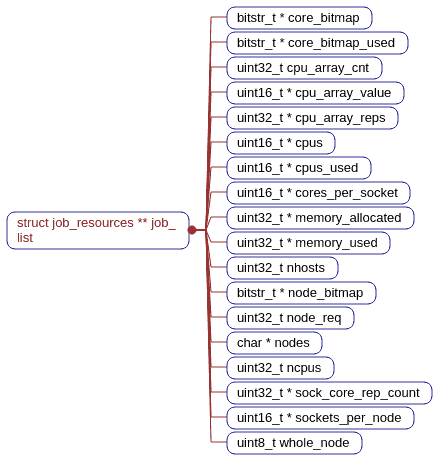 bitstr_t * core_bitmap
bitstr_t * core_bitmap_used
uint32_t cpu_array_cnt
uint16_t * cpu_array_value
uint32_t * cpu_array_reps
uint16_t * cpus
uint16_t * cpus_used
uint16_t * cores_per_socket
struct job_resources ** job_
list
uint32_t * memory_allocated
uint32_t * memory_used
uint32_t nhosts
bitstr_t * node_bitmap
uint32_t node_req
char * nodes
uint32_t ncpus
uint32_t * sock_core_rep_count
uint16_t * sockets_per_node
uint8_t whole_node